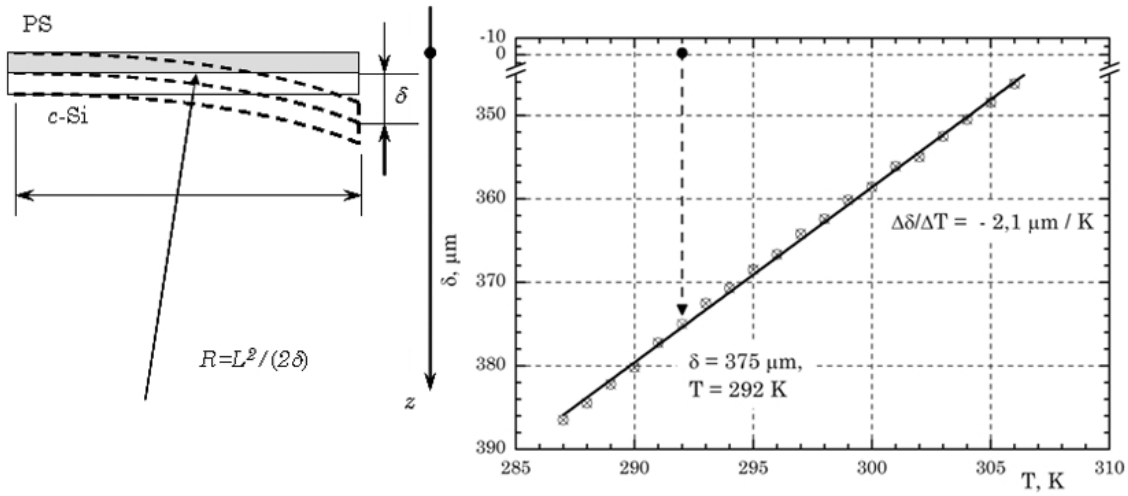 PS
δ
c-Si
R=L²/(2δ)
z
δ, μm
-10
0
350
360
370
380
390
285
290
295
300
305
310
T, K
Δδ/ΔT = - 2,1 μm / K
δ = 375 μm,
T = 292 K